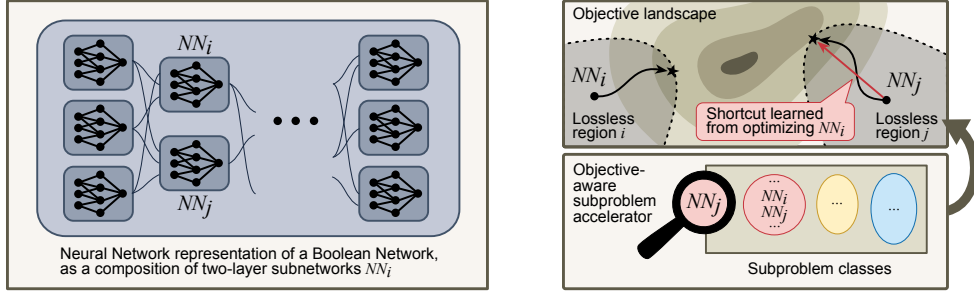 NNi
NNj
Neural Network representation of a Boolean Network,
as a composition of two-layer subnetworks NNi
Objective landscape
NNi
Lossless
region i
Shortcut learned
from optimizing NNi
NNj
Lossless
region j
Objective-
aware
subproblem
accelerator
NNj
...
NNi
NNj
...
...
...
Subproblem classes